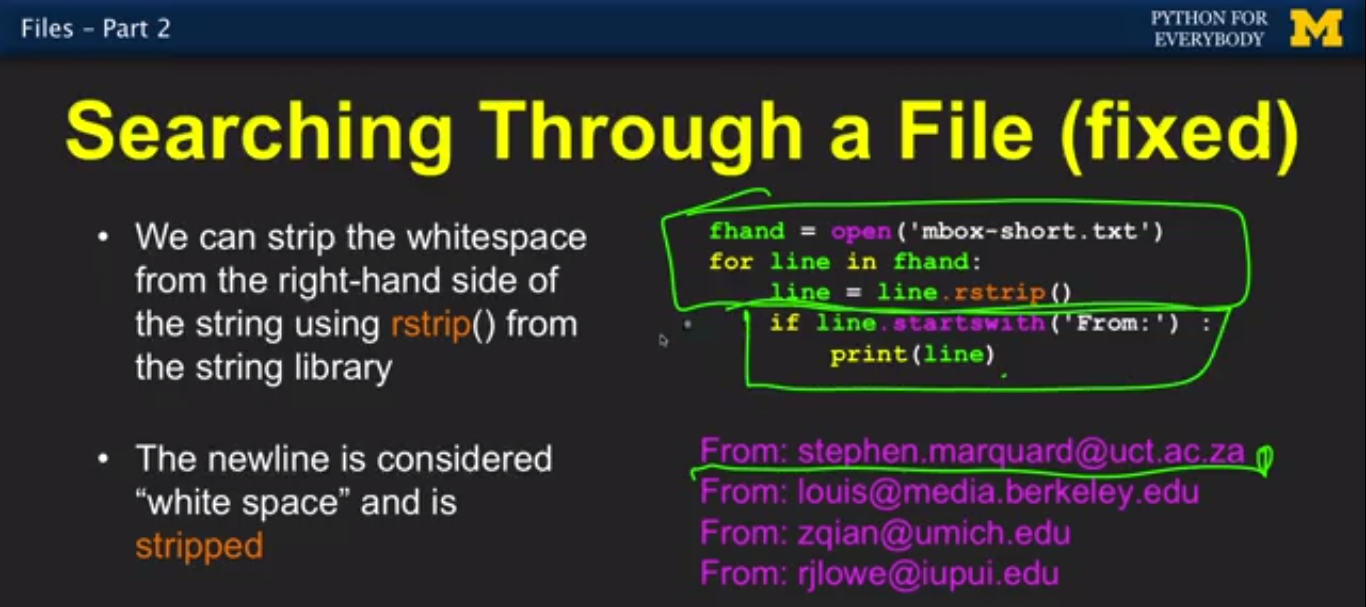 Files – Part 2
PYTHON FOR
EVERYBODY
M
Searching Through a File (fixed)
• We can strip the whitespace
from the right-hand side of
the string using rstrip() from
the string library
• The newline is considered
“white space” and is
stripped
fhand = open('mbox-short.txt')
for line in fhand:
    line = line.rstrip()
    if line.startswith('From:') :
        print(line)
From: stephen.marquard@uct.ac.za
From: louis@media.berkeley.edu
From: zqian@umich.edu
From: rjlowe@iupui.edu